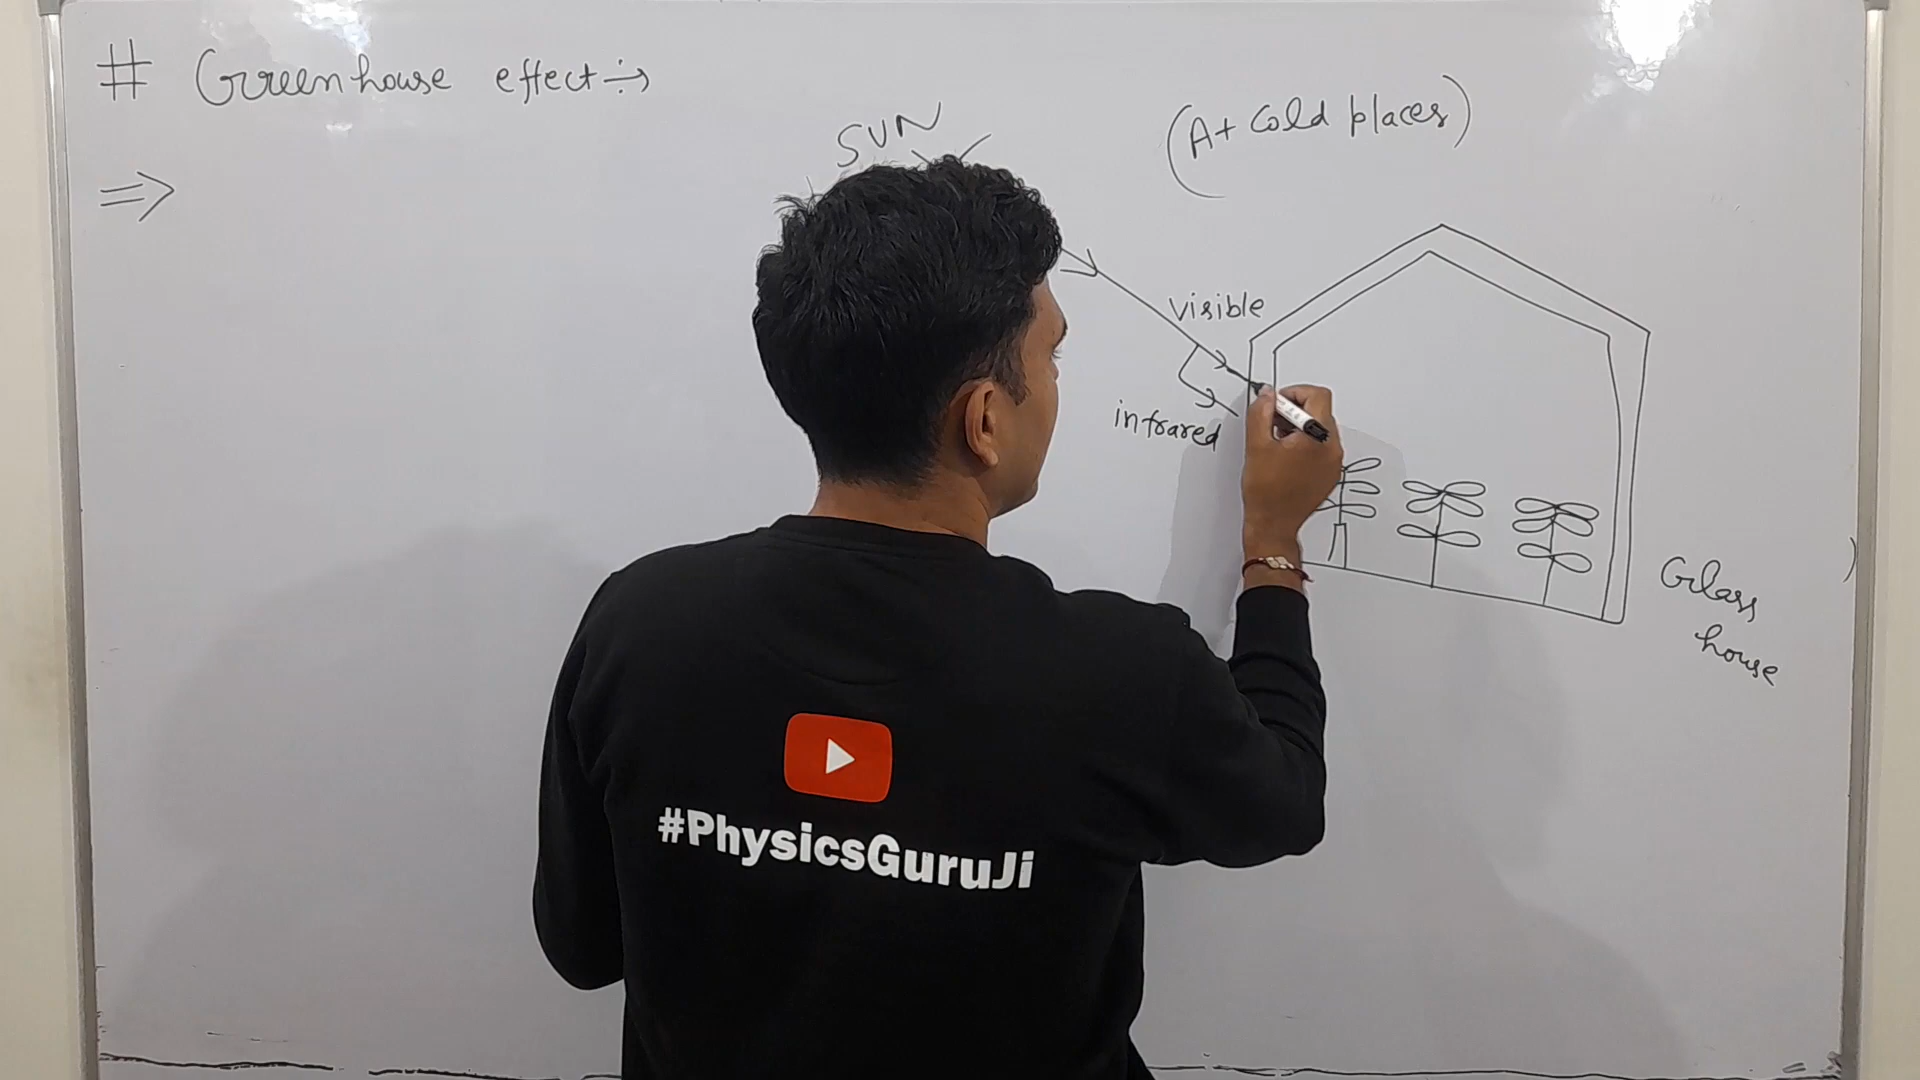 # Greenhouse effect :→
SUN
(At cold places)
⇒
visible
infrared
Glass
house
#PhysicsGuruJi